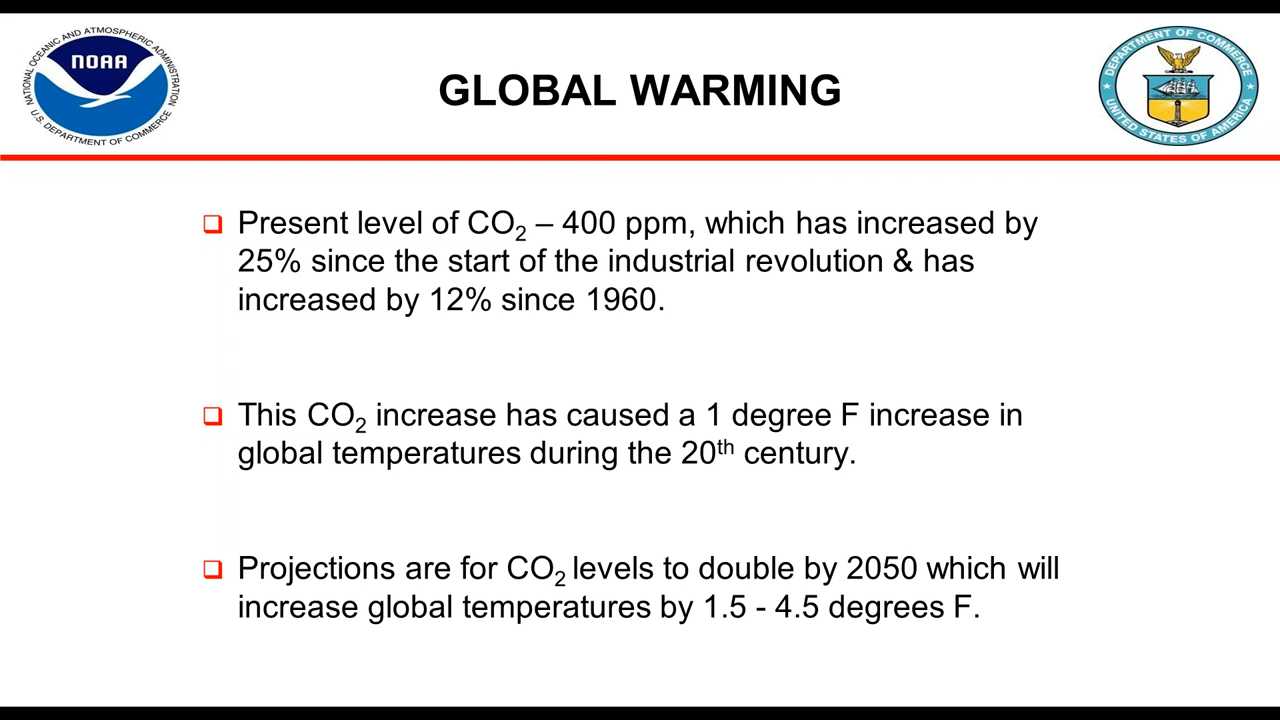 NATIONAL OCEANIC AND ATMOSPHERIC ADMINISTRATION
U.S. DEPARTMENT OF COMMERCE
NOAA
GLOBAL WARMING
DEPARTMENT OF COMMERCE
UNITED STATES OF AMERICA
Present level of CO₂ – 400 ppm, which has increased by
25% since the start of the industrial revolution & has
increased by 12% since 1960.
This CO₂ increase has caused a 1 degree F increase in
global temperatures during the 20th century.
Projections are for CO₂ levels to double by 2050 which will
increase global temperatures by 1.5 - 4.5 degrees F.